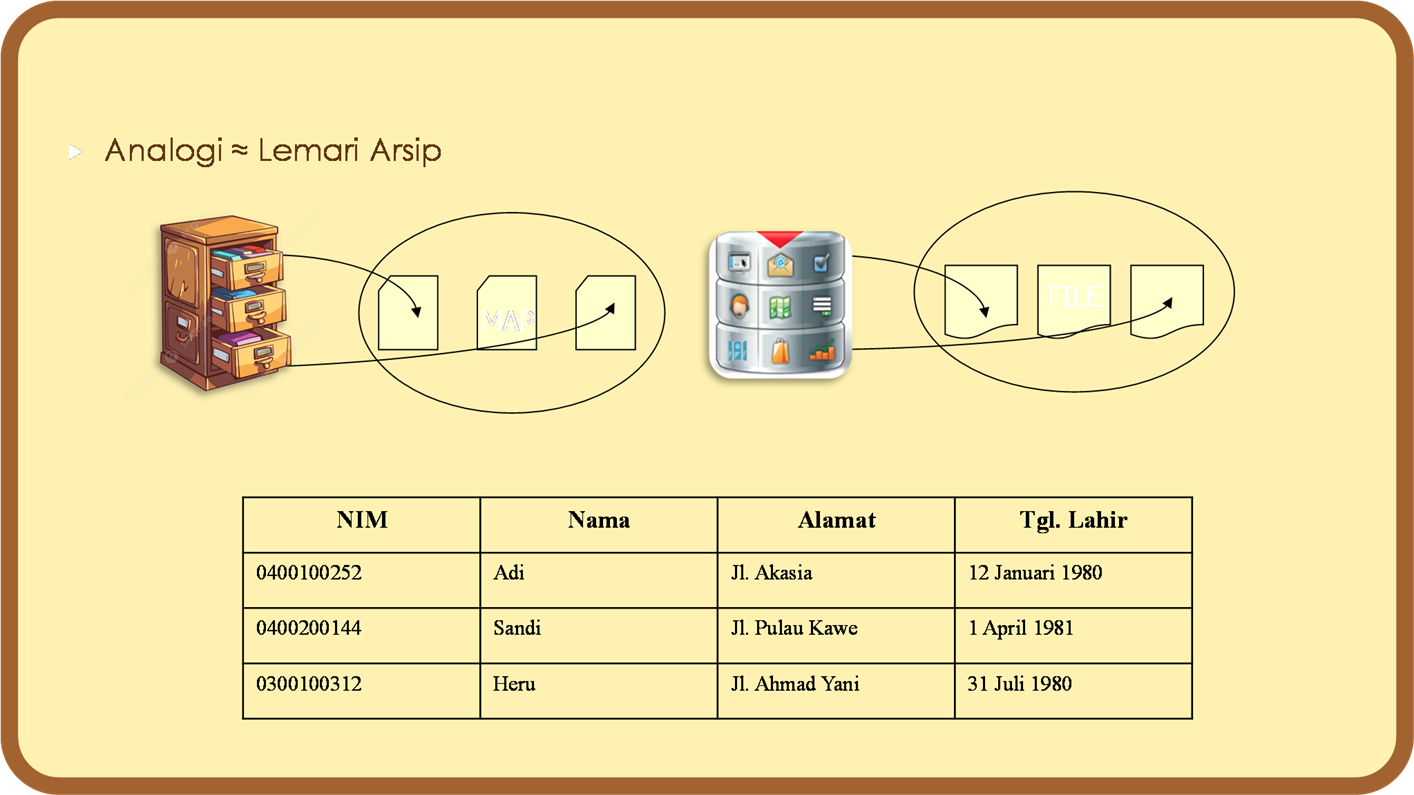 Analogi ≈ Lemari Arsip
MAP
FILE
NIM Nama Alamat Tgl. Lahir
0400100252 Adi Jl. Akasia 12 Januari 1980
0400200144 Sandi Jl. Pulau Kawe 1 April 1981
0300100312 Heru Jl. Ahmad Yani 31 Juli 1980